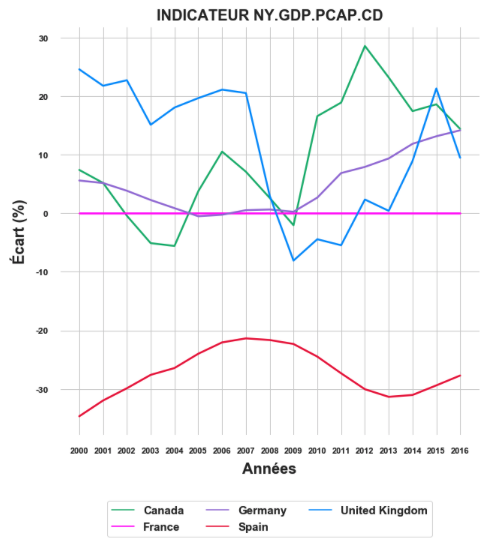 INDICATEUR NY.GDP.PCAP.CD
30
20
10
0
-10
-20
-30
Écart (%)
2000 2001 2002 2003 2004 2005 2006 2007 2008 2009 2010 2011 2012 2013 2014 2015 2016
Années
Canada Germany United Kingdom
France Spain